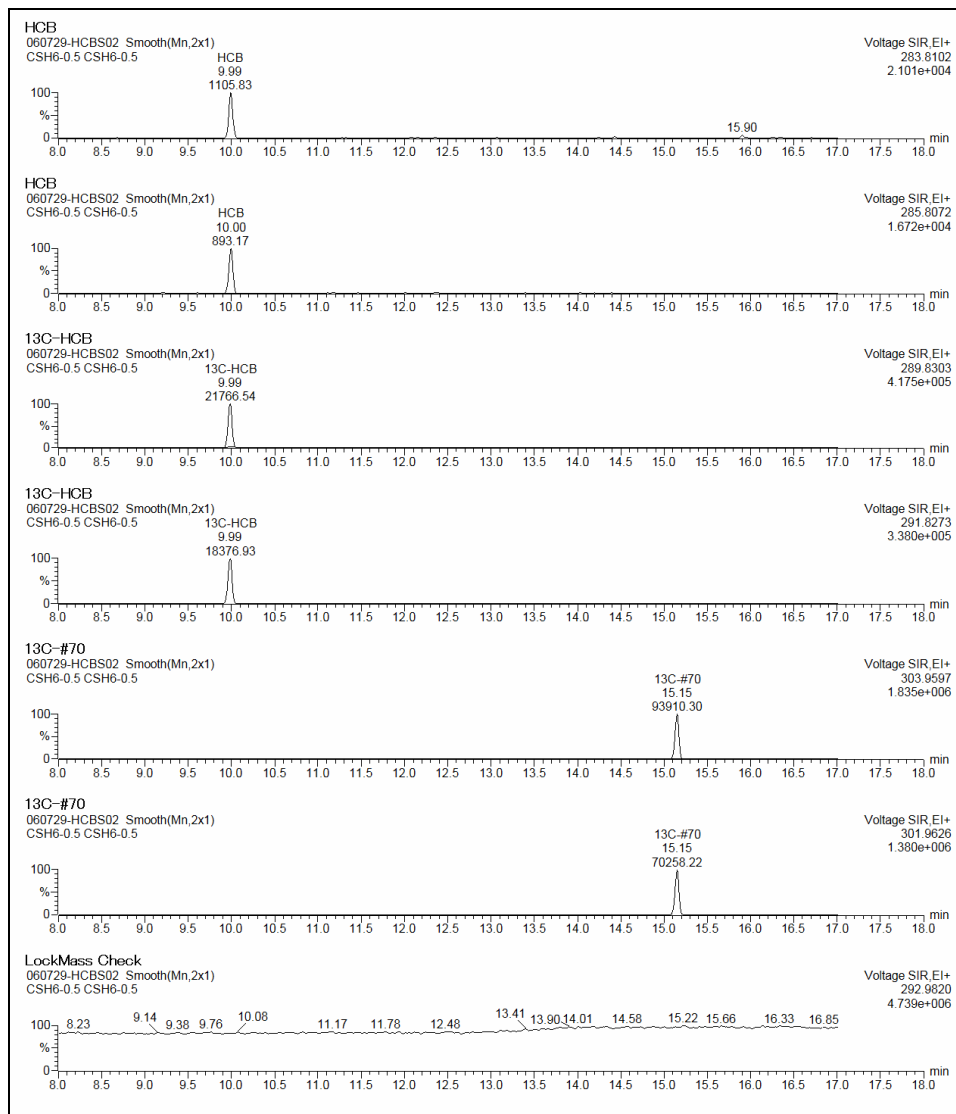 HCB
060729-HCBS02 Smooth(Mn,2x1)
CSH6-0.5 CSH6-0.5
Voltage SIR,EI+
283.8102
2.101e+004
HCB
9.99
1105.83
15.90
100
%
0
min
8.0 8.5 9.0 9.5 10.0 10.5 11.0 11.5 12.0 12.5 13.0 13.5 14.0 14.5 15.0 15.5 16.0 16.5 17.0 17.5 18.0
HCB
060729-HCBS02 Smooth(Mn,2x1)
CSH6-0.5 CSH6-0.5
Voltage SIR,EI+
285.8072
1.672e+004
HCB
10.00
893.17
100
%
0
min
8.0 8.5 9.0 9.5 10.0 10.5 11.0 11.5 12.0 12.5 13.0 13.5 14.0 14.5 15.0 15.5 16.0 16.5 17.0 17.5 18.0
13C-HCB
060729-HCBS02 Smooth(Mn,2x1)
CSH6-0.5 CSH6-0.5
Voltage SIR,EI+
289.8303
4.175e+005
13C-HCB
9.99
21766.54
100
%
0
min
8.0 8.5 9.0 9.5 10.0 10.5 11.0 11.5 12.0 12.5 13.0 13.5 14.0 14.5 15.0 15.5 16.0 16.5 17.0 17.5 18.0
13C-HCB
060729-HCBS02 Smooth(Mn,2x1)
CSH6-0.5 CSH6-0.5
Voltage SIR,EI+
291.8273
3.380e+005
13C-HCB
9.99
18376.93
100
%
0
min
8.0 8.5 9.0 9.5 10.0 10.5 11.0 11.5 12.0 12.5 13.0 13.5 14.0 14.5 15.0 15.5 16.0 16.5 17.0 17.5 18.0
13C-#70
060729-HCBS02 Smooth(Mn,2x1)
CSH6-0.5 CSH6-0.5
Voltage SIR,EI+
303.9597
1.835e+006
13C-#70
15.15
93910.30
100
%
0
min
8.0 8.5 9.0 9.5 10.0 10.5 11.0 11.5 12.0 12.5 13.0 13.5 14.0 14.5 15.0 15.5 16.0 16.5 17.0 17.5 18.0
13C-#70
060729-HCBS02 Smooth(Mn,2x1)
CSH6-0.5 CSH6-0.5
Voltage SIR,EI+
301.9626
1.380e+006
13C-#70
15.15
70258.22
100
%
0
min
8.0 8.5 9.0 9.5 10.0 10.5 11.0 11.5 12.0 12.5 13.0 13.5 14.0 14.5 15.0 15.5 16.0 16.5 17.0 17.5 18.0
LockMass Check
060729-HCBS02 Smooth(Mn,2x1)
CSH6-0.5 CSH6-0.5
Voltage SIR,EI+
292.9820
4.739e+006
8.23 9.14 9.38 9.76 10.08 11.17 11.78 12.48 13.41 13.90 14.01 14.58 15.22 15.66 16.33 16.85
100
%
0
min
8.0 8.5 9.0 9.5 10.0 10.5 11.0 11.5 12.0 12.5 13.0 13.5 14.0 14.5 15.0 15.5 16.0 16.5 17.0 17.5 18.0